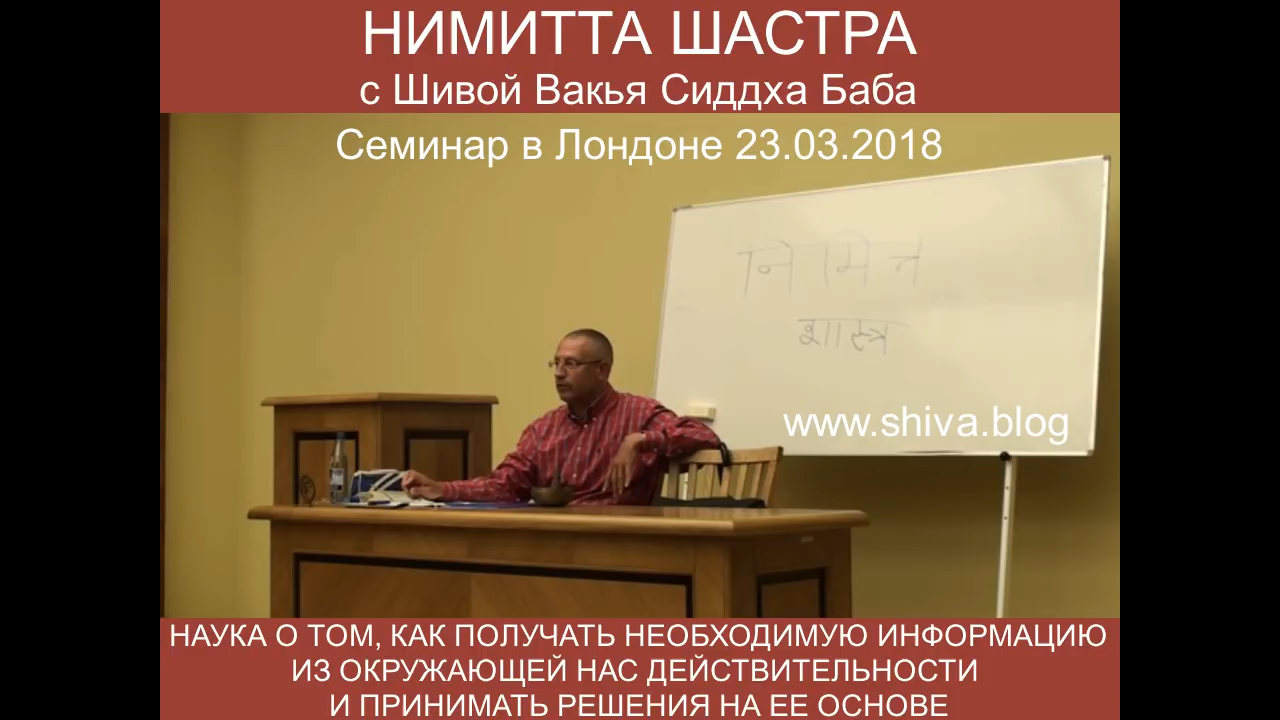 НИМИТТА ШАСТРА
с Шивой Вакья Сиддха Баба
Семинар в Лондоне 23.03.2018
निमित्त
शास्त्र
www.shiva.blog
НАУКА О ТОМ, КАК ПОЛУЧАТЬ НЕОБХОДИМУЮ ИНФОРМАЦИЮ
ИЗ ОКРУЖАЮЩЕЙ НАС ДЕЙСТВИТЕЛЬНОСТИ
И ПРИНИМАТЬ РЕШЕНИЯ НА ЕЕ ОСНОВЕ